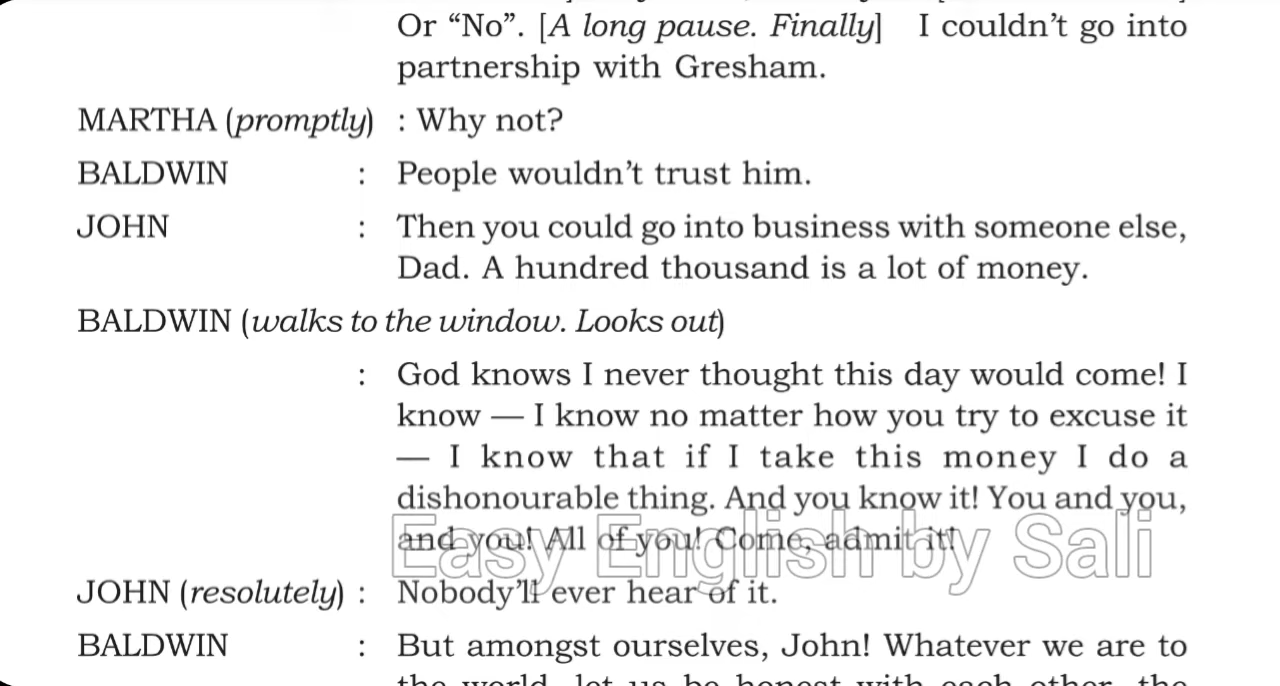 Or “No”. [A long pause. Finally] I couldn’t go into
partnership with Gresham.
MARTHA (promptly) : Why not?
BALDWIN : People wouldn’t trust him.
JOHN : Then you could go into business with someone else,
Dad. A hundred thousand is a lot of money.
BALDWIN (walks to the window. Looks out)
: God knows I never thought this day would come! I
know — I know no matter how you try to excuse it
— I know that if I take this money I do a
dishonourable thing. And you know it! You and you,
and you! All of you! Come, admit it!
Easy English by Sali
JOHN (resolutely) : Nobody’ll ever hear of it.
BALDWIN : But amongst ourselves, John! Whatever we are to
the world, let us be honest with each other, the